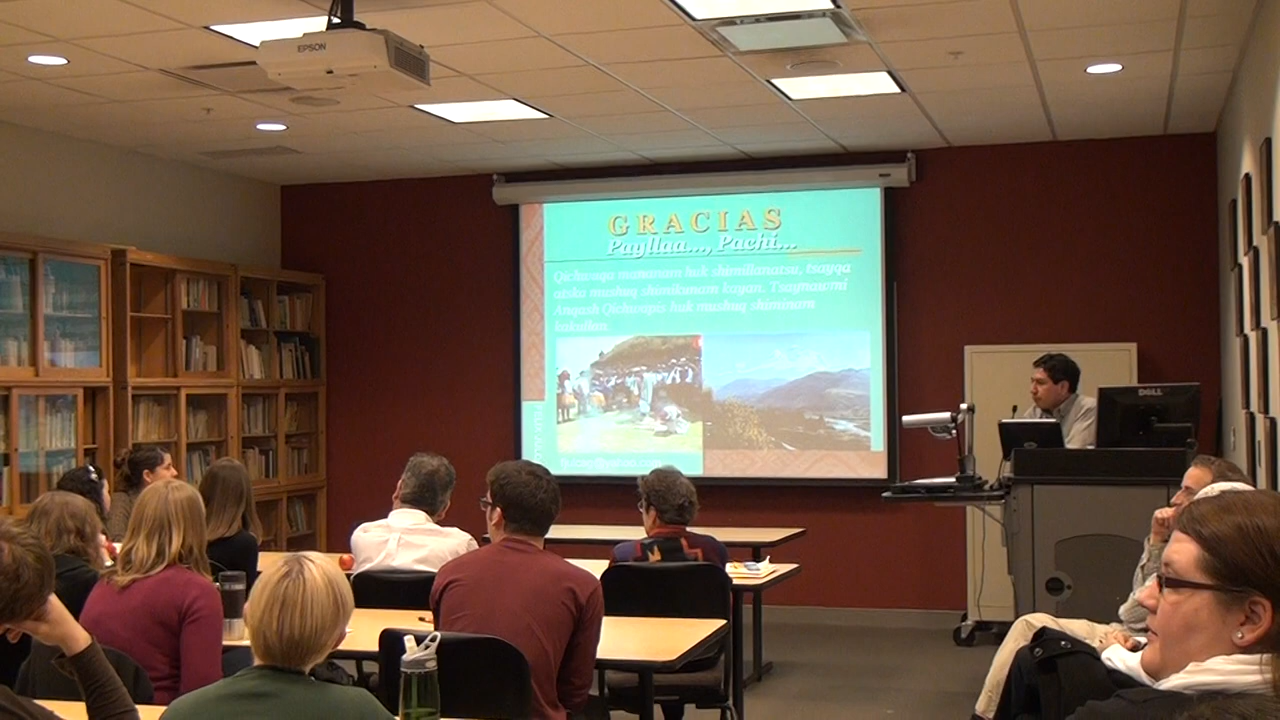 EPSON
GRACIAS
Payllaa..., Pachi...
Qichwaqa mananam huk shimillanatsu, tsayqa
atska mushuq shimikunam kayan. Tsaynawmi
Anqash Qichwapis huk mushuq shiminam
kakullan.
DELL